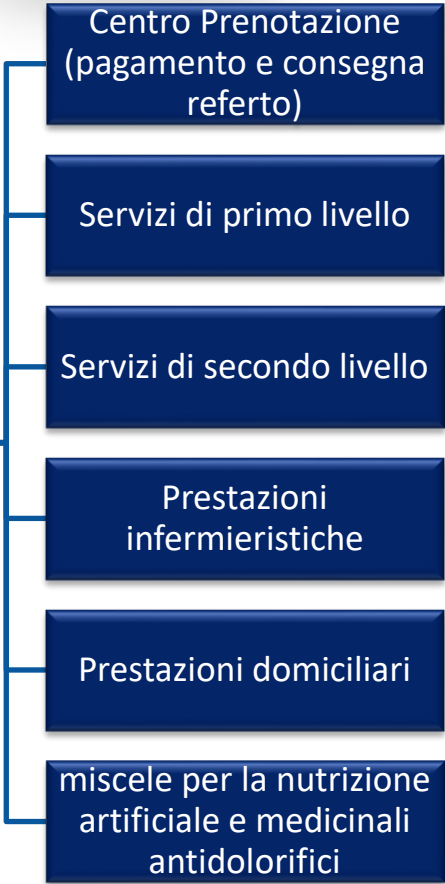 Centro Prenotazione
(pagamento e consegna
referto)
Servizi di primo livello
Servizi di secondo livello
Prestazioni
infermieristiche
Prestazioni domiciliari
miscele per la nutrizione
artificiale e medicinali
antidolorifici